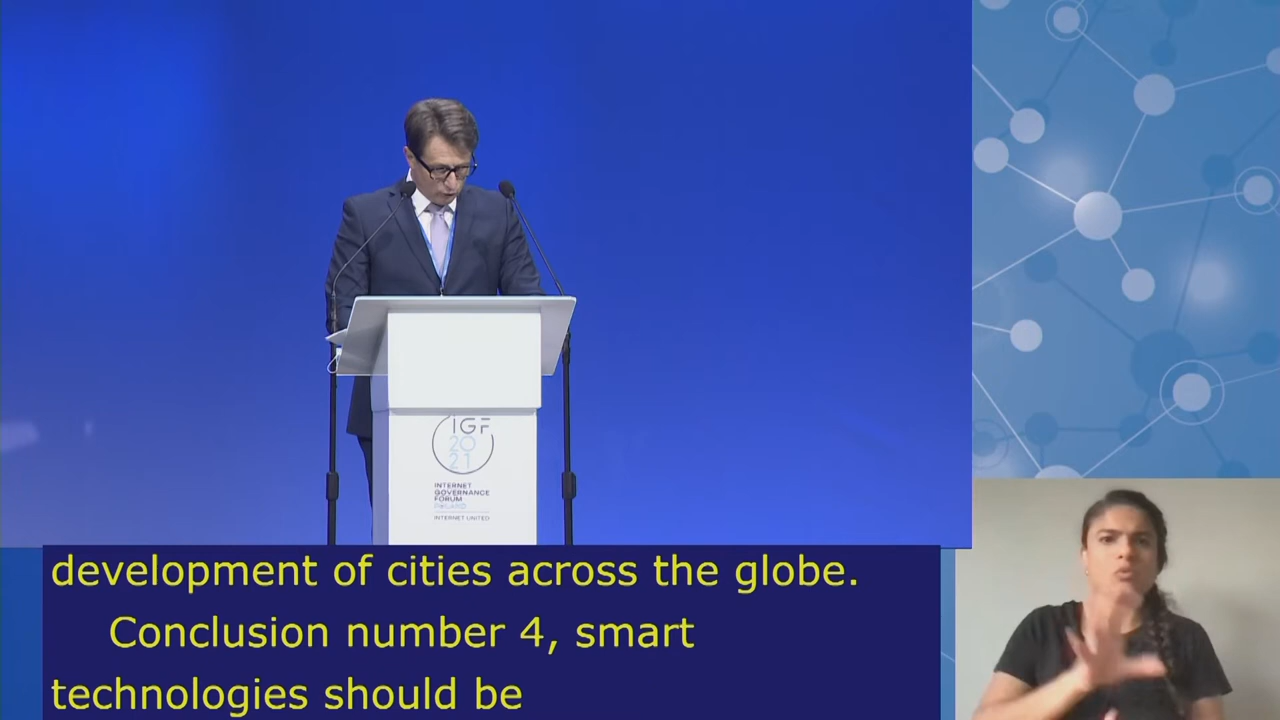 IGF
20
21
INTERNET
GOVERNANCE
FORUM
INTERNET UNITED
development of cities across the globe.
Conclusion number 4, smart
technologies should be